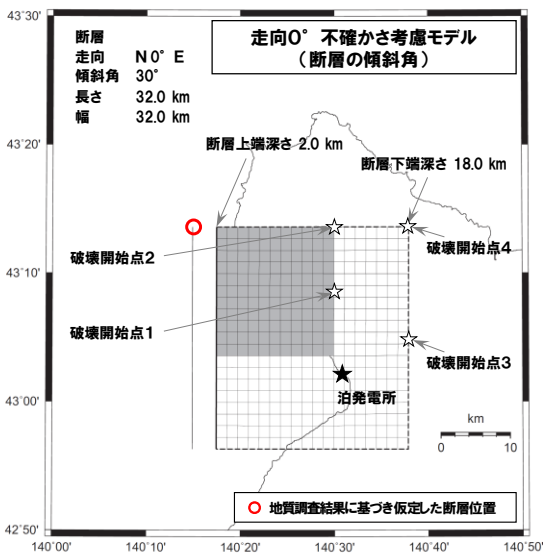 43°30'
断層
走向 N 0° E
傾斜角 30°
長さ 32.0 km
幅 32.0 km
走向0° 不確かさ考慮モデル
（断層の傾斜角）
43°20'
断層上端深さ 2.0 km
断層下端深さ 18.0 km
破壊開始点2
破壊開始点4
43°10'
破壊開始点1
破壊開始点3
43°00'
泊発電所
km
0 10
地質調査結果に基づき仮定した断層位置
42°50'
140°00' 140°10' 140°20' 140°30' 140°40' 140°50'